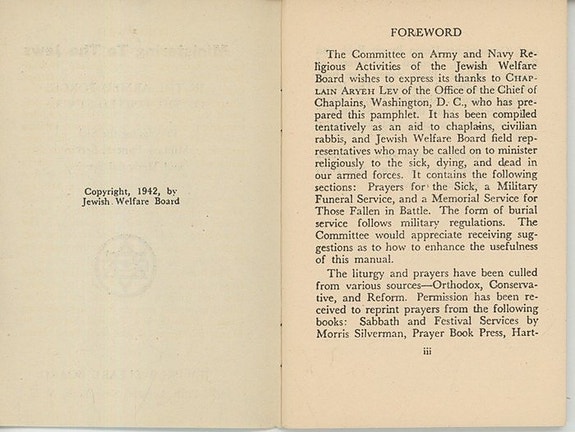 Copyright, 1942, by
Jewish Welfare Board
FOREWORD
The Committee on Army and Navy Re-
ligious Activities of the Jewish Welfare
Board wishes to express its thanks to CHAP-
LAIN ARYEH LEV of the Office of the Chief of
Chaplains, Washington, D. C., who has pre-
pared this pamphlet. It has been compiled
tentatively as an aid to chaplains, civilian
rabbis, and Jewish Welfare Board field rep-
resentatives who may be called on to minister
religiously to the sick, dying, and dead in
our armed forces. It contains the following
sections: Prayers for the Sick, a Military
Funeral Service, and a Memorial Service for
Those Fallen in Battle. The form of burial
service follows military regulations. The
Committee would appreciate receiving sug-
gestions as to how to enhance the usefulness
of this manual.
The liturgy and prayers have been culled
from various sources—Orthodox, Conserva-
tive, and Reform. Permission has been re-
ceived to reprint prayers from the following
books: Sabbath and Festival Services by
Morris Silverman, Prayer Book Press, Hart-
iii